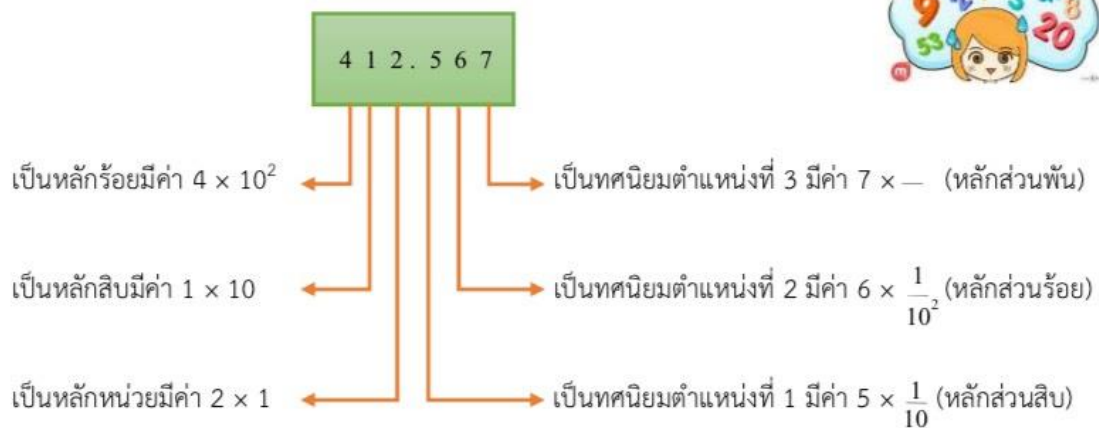 9 8
53 20
m
4 1 2 . 5 6 7
เป็นหลักร้อยมีค่า 4 × 10² เป็นทศนิยมตำแหน่งที่ 3 มีค่า 7 × — (หลักส่วนพัน)
เป็นหลักสิบมีค่า 1 × 10 เป็นทศนิยมตำแหน่งที่ 2 มีค่า 6 × 1/10² (หลักส่วนร้อย)
เป็นหลักหน่วยมีค่า 2 × 1 เป็นทศนิยมตำแหน่งที่ 1 มีค่า 5 × 1/10 (หลักส่วนสิบ)